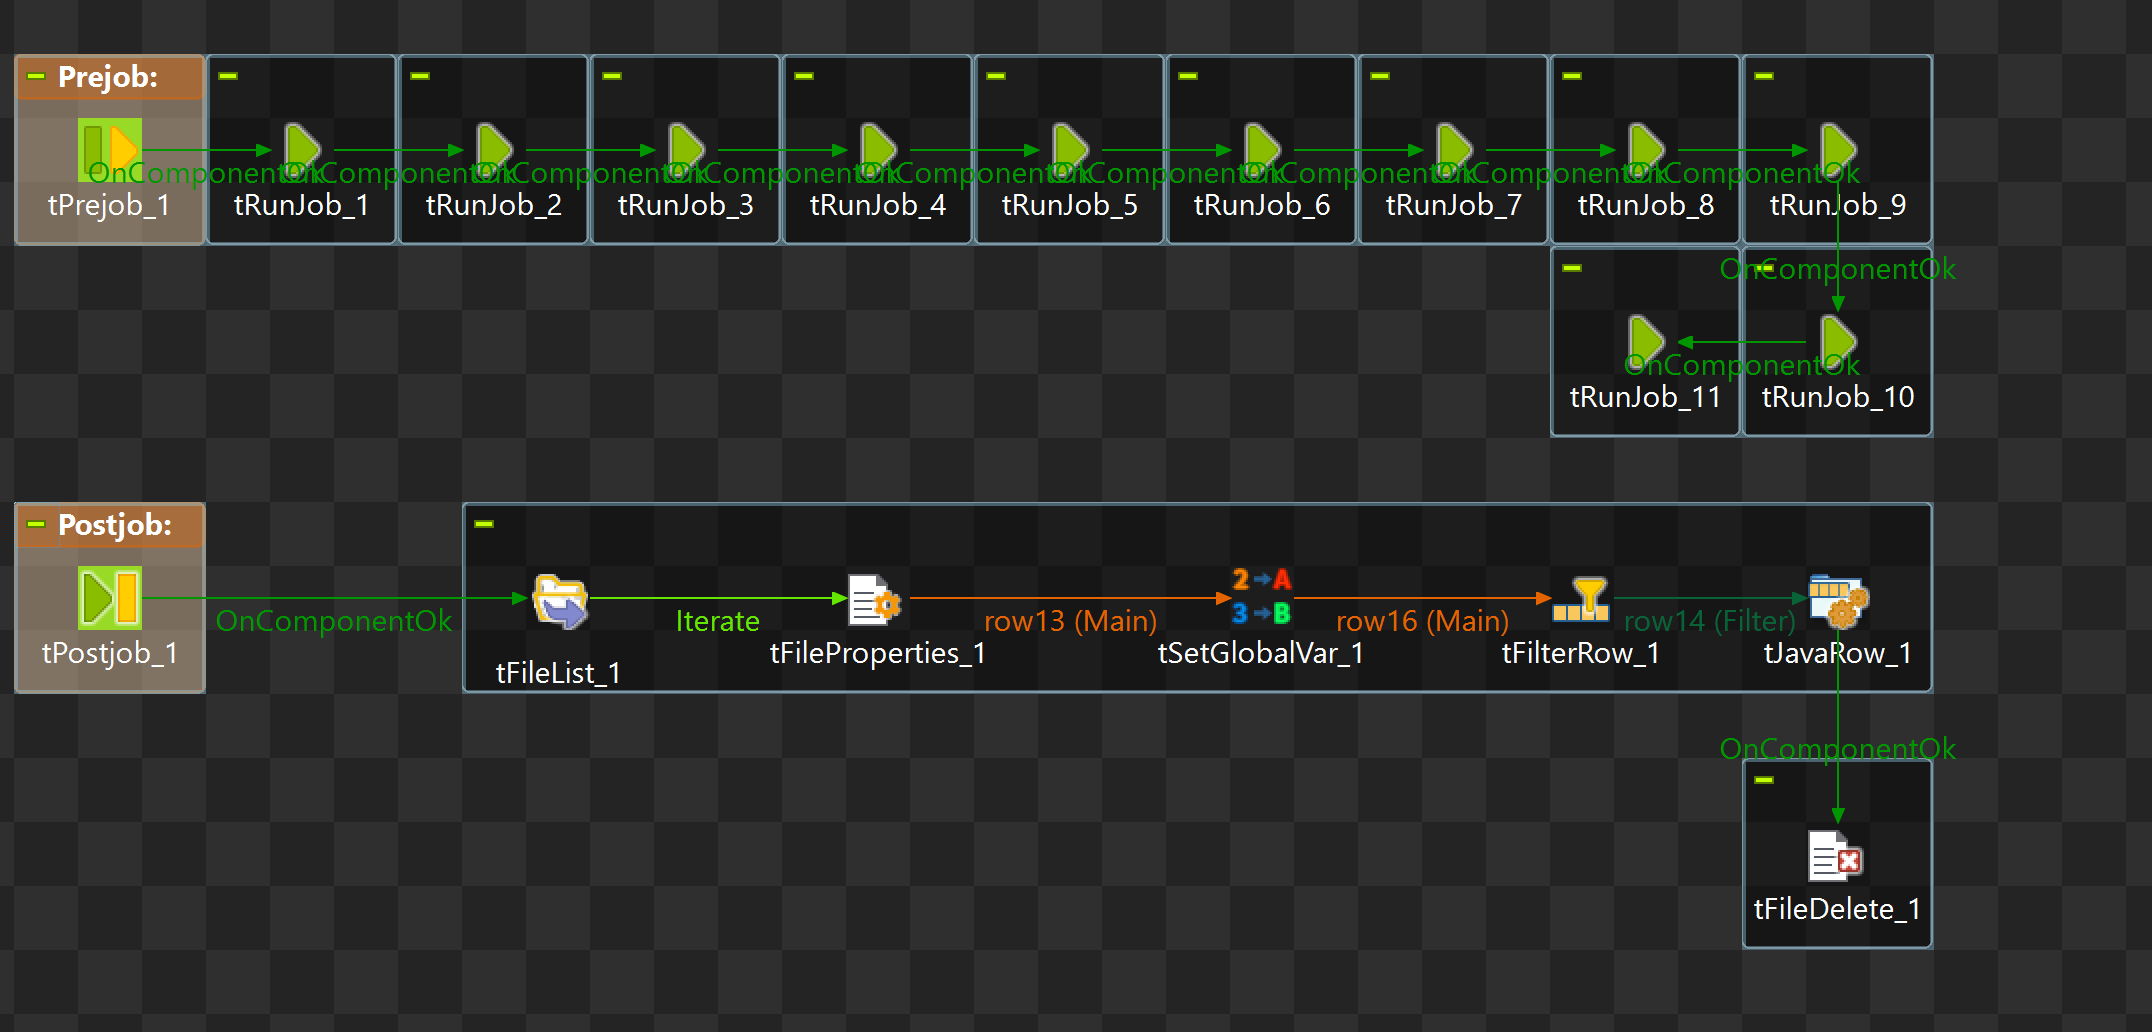 Prejob:
OnComponentOk
OnComponentOk
OnComponentOk
OnComponentOk
OnComponentOk
OnComponentOk
OnComponentOk
OnComponentOk
OnComponentOk
tPrejob_1
tRunJob_1
tRunJob_2
tRunJob_3
tRunJob_4
tRunJob_5
tRunJob_6
tRunJob_7
tRunJob_8
tRunJob_9
OnComponentOk
OnComponentOk
tRunJob_11
tRunJob_10
Postjob:
OnComponentOk
Iterate
row13 (Main)
row16 (Main)
row14 (Filter)
tPostjob_1
tFileList_1
tFileProperties_1
2 A
3 B
tSetGlobalVar_1
tFilterRow_1
tJavaRow_1
OnComponentOk
tFileDelete_1